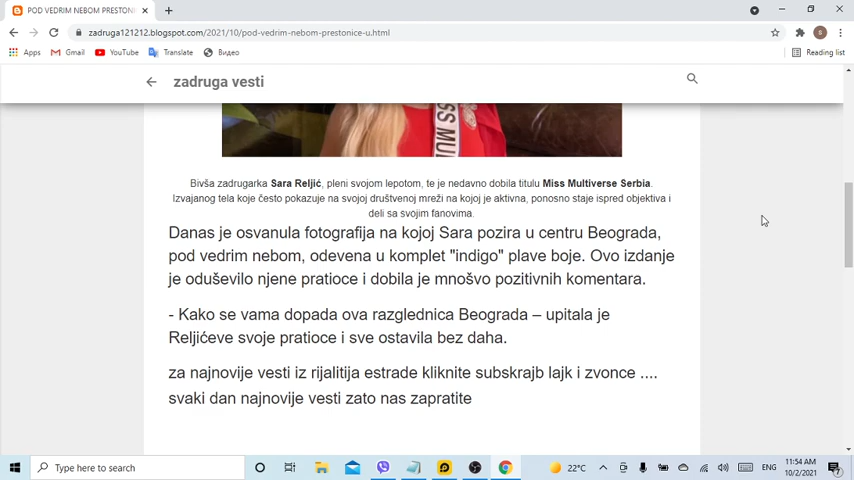 POD VEDRIM NEBOM PRESTONIC
zadruga121212.blogspot.com/2021/10/pod-vedrim-nebom-prestonice-u.html
Apps Gmail YouTube Translate Видео Reading list
zadruga vesti
SS MUL
Bivša zadrugarka Sara Reljić, pleni svojom lepotom, te je nedavno dobila titulu Miss Multiverse Serbia.
Izvajanog tela koje često pokazuje na svojoj društvenoj mreži na kojoj je aktivna, ponosno staje ispred objektiva i
deli sa svojim fanovima.
Danas je osvanula fotografija na kojoj Sara pozira u centru Beograda,
pod vedrim nebom, odevena u komplet "indigo" plave boje. Ovo izdanje
je oduševilo njene pratioce i dobila je mnošvo pozitivnih komentara.
- Kako se vama dopada ova razglednica Beograda – upitala je
Reljićeve svoje pratioce i sve ostavila bez daha.
za najnovije vesti iz rijalitija estrade kliknite subskrajb lajk i zvonce ....
svaki dan najnovije vesti zato nas zapratite
Type here to search
22°C
ENG
11:54 AM
10/2/2021